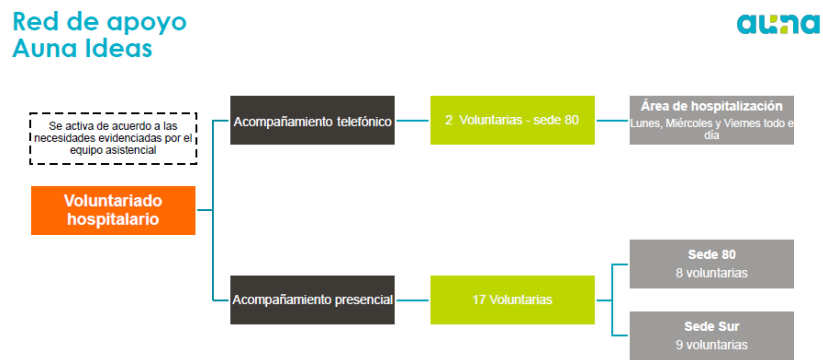 Red de apoyo
Auna Ideas
auna
Se activa de acuerdo a las
necesidades evidenciadas por el
equipo asistencial
Voluntariado
hospitalario
Acompañamiento telefónico
2 Voluntarias - sede 80
Área de hospitalización
Lunes, Miércoles y Viernes todo e
día
Acompañamiento presencial
17 Voluntarias
Sede 80
8 voluntarias
Sede Sur
9 voluntarias